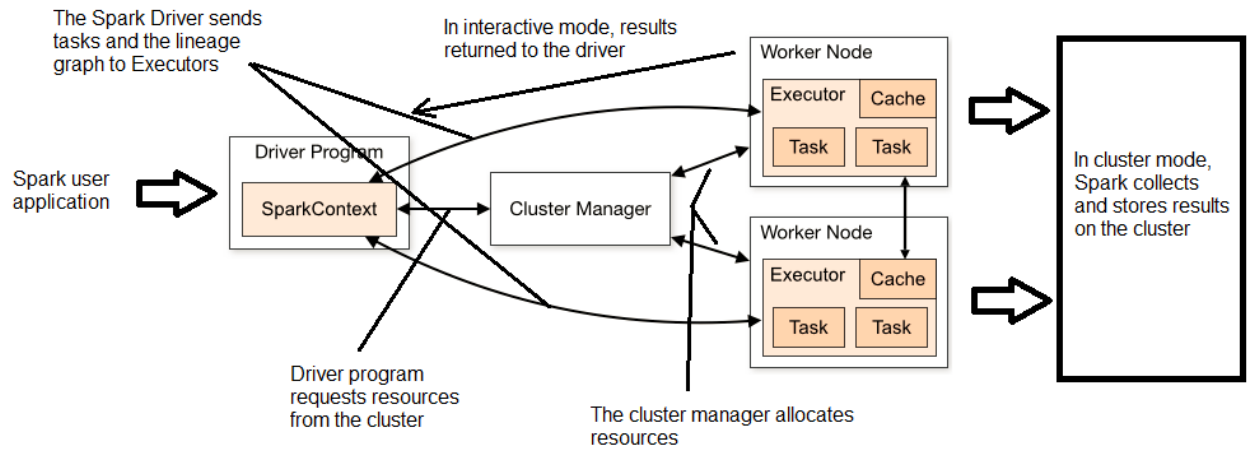 The Spark Driver sends
tasks and the lineage
graph to Executors
In interactive mode, results
returned to the driver
Worker Node
Executor
Cache
Task
Task
Driver Program
SparkContext
Spark user
application
Cluster Manager
In cluster mode,
Spark collects
and stores results
on the cluster
Worker Node
Executor
Cache
Task
Task
Driver program
requests resources
from the cluster
The cluster manager allocates
resources